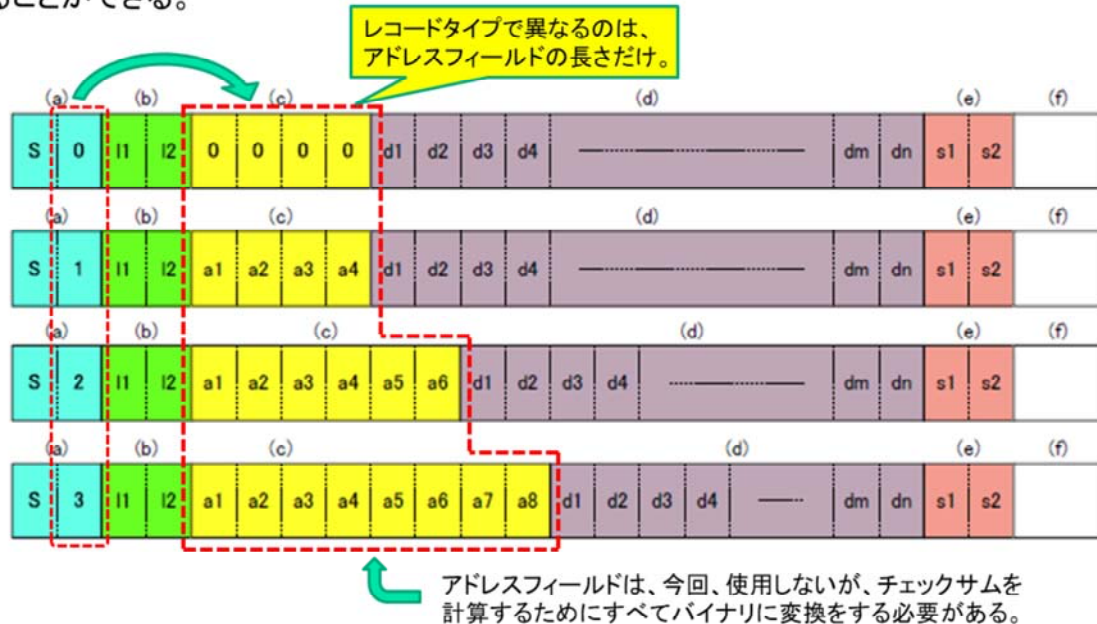 ることができる。
レコードタイプで異なるのは、
アドレスフィールドの長さだけ。
(a) (b) (c) (d) (e) (f)
S 0 l1 l2 0 0 0 0 d1 d2 d3 d4 dm dn s1 s2
(a) (b) (c) (d) (e) (f)
S 1 l1 l2 a1 a2 a3 a4 d1 d2 d3 d4 dm dn s1 s2
(a) (b) (c) (d) (e) (f)
S 2 l1 l2 a1 a2 a3 a4 a5 a6 d1 d2 d3 d4 dm dn s1 s2
(a) (b) (c) (d) (e) (f)
S 3 l1 l2 a1 a2 a3 a4 a5 a6 a7 a8 d1 d2 d3 d4 dm dn s1 s2
アドレスフィールドは、今回、使用しないが、チェックサムを
計算するためにすべてバイナリに変換をする必要がある。